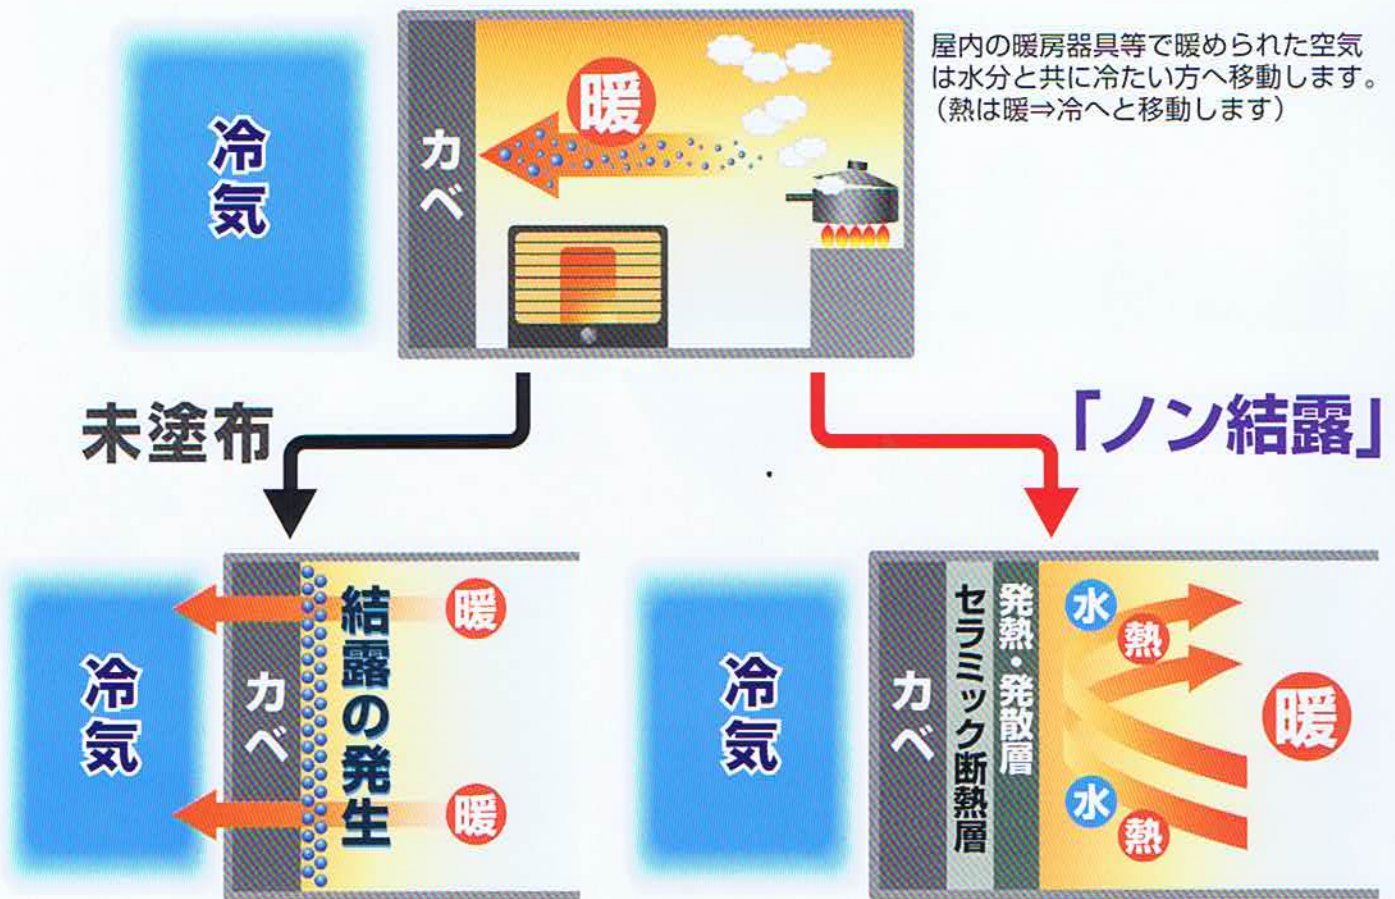 冷気
カベ
暖
屋内の暖房器具等で暖められた空気
は水分と共に冷たい方へ移動します。
（熱は暖⇒冷へと移動します）
未塗布
「ノン結露」
冷気
カベ
結露の発生
暖
暖
冷気
カベ
セラミック断熱層
発熱・発散層
水
熱
水
熱
暖